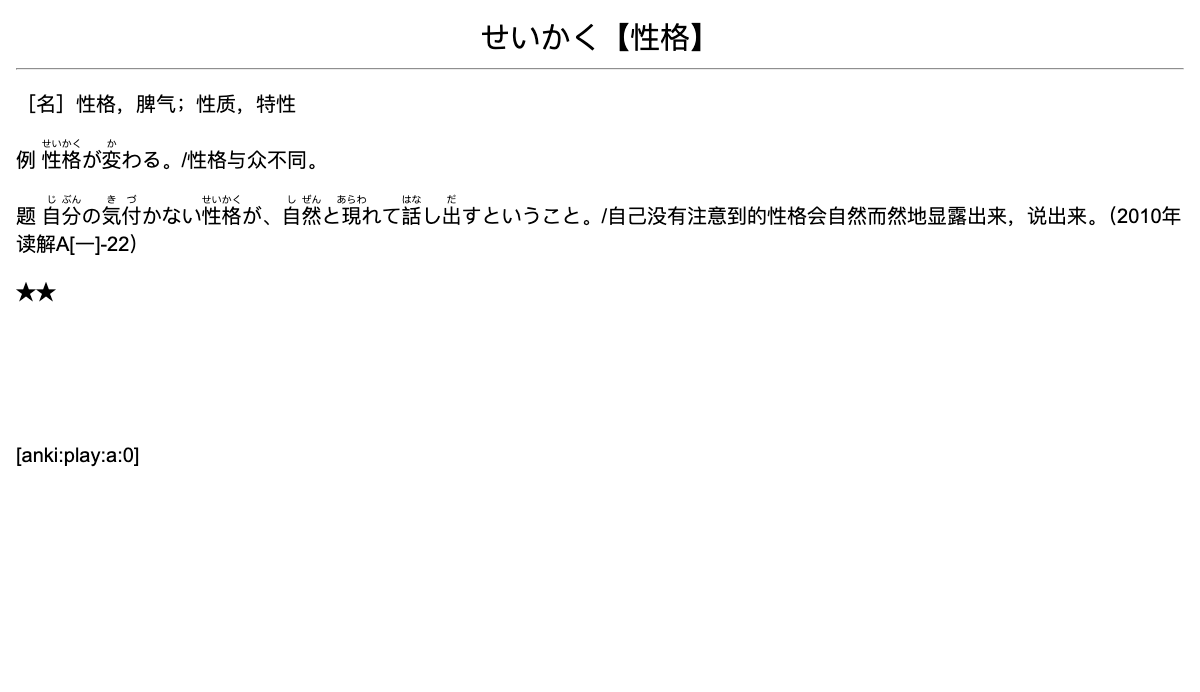 せいかく【性格】
［名］性格，脾气；性质，特性
せいかく か
例 性格が変わる。/性格与众不同。
じ ぶん き づ せいかく し ぜん あらわ はな だ
题 自分の気付かない性格が、自然と現れて話し出すということ。/自己没有注意到的性格会自然而然地显露出来，说出来。（2010年
读解A[一]-22）
★★
[anki:play:a:0]